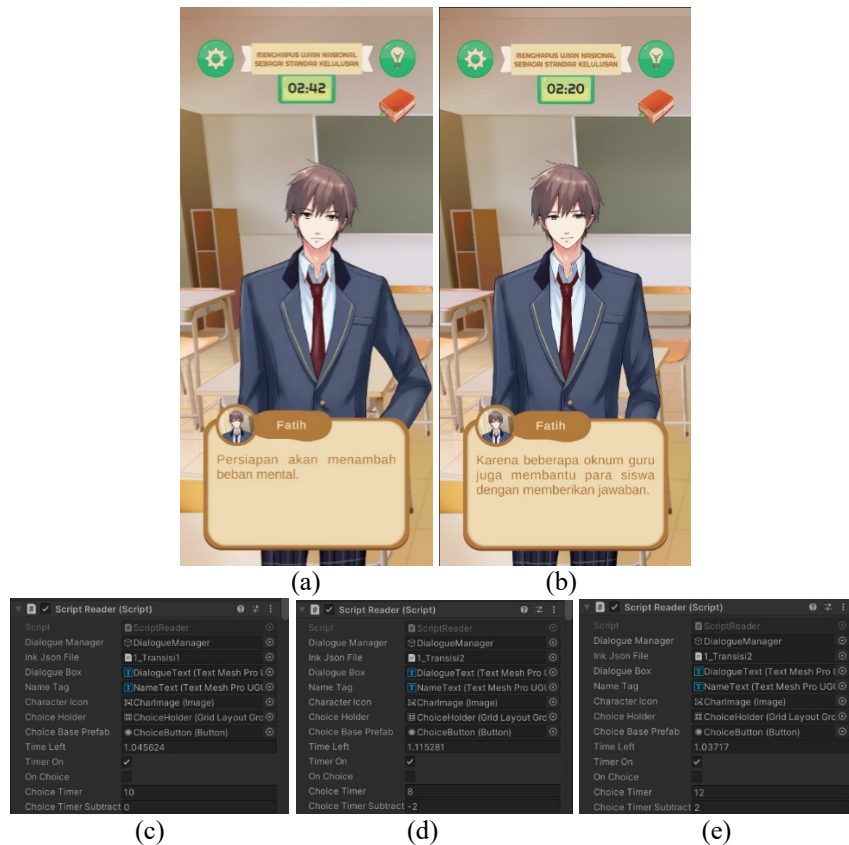 MENGHAPUS UJIAN NASIONAL
SEBAGAI STANDAR KELULUSAN
02:42
Fatih
Persiapan akan menambah
beban mental.
(a)
MENGHAPUS UJIAN NASIONAL
SEBAGAI STANDAR KELULUSAN
02:20
Fatih
Karena beberapa oknum guru
juga membantu para siswa
dengan memberikan jawaban.
(b)
# Script Reader (Script)
Script ScriptReader
Dialogue Manager DialogueManager
Ink Json File 1_Transisi1
Dialogue Box DialogueText (Text Mesh Pro U
Name Tag NameText (Text Mesh Pro UGU
Character Icon CharImage (Image)
Choice Holder ChoiceHolder (Grid Layout Gro
Choice Base Prefab ChoiceButton (Button)
Time Left 1.045624
Timer On
On Choice
Choice Timer 10
Choice Timer Subtract 0
(c)
# Script Reader (Script)
Script ScriptReader
Dialogue Manager DialogueManager
Ink Json File 1_Transisi2
Dialogue Box DialogueText (Text Mesh Pro U
Name Tag NameText (Text Mesh Pro UGU
Character Icon CharImage (Image)
Choice Holder ChoiceHolder (Grid Layout Grc
Choice Base Prefab ChoiceButton (Button)
Time Left 1.115281
Timer On
On Choice
Choice Timer 8
Choice Timer Subtract -2
(d)
# Script Reader (Script)
Script ScriptReader
Dialogue Manager DialogueManager
Ink Json File 1_Transisi2
Dialogue Box DialogueText (Text Mesh Pro U
Name Tag NameText (Text Mesh Pro UGU
Character Icon CharImage (Image)
Choice Holder ChoiceHolder (Grid Layout Grc
Choice Base Prefab ChoiceButton (Button)
Time Left 1.03717
Timer On
On Choice
Choice Timer 12
Choice Timer Subtract 2
(e)